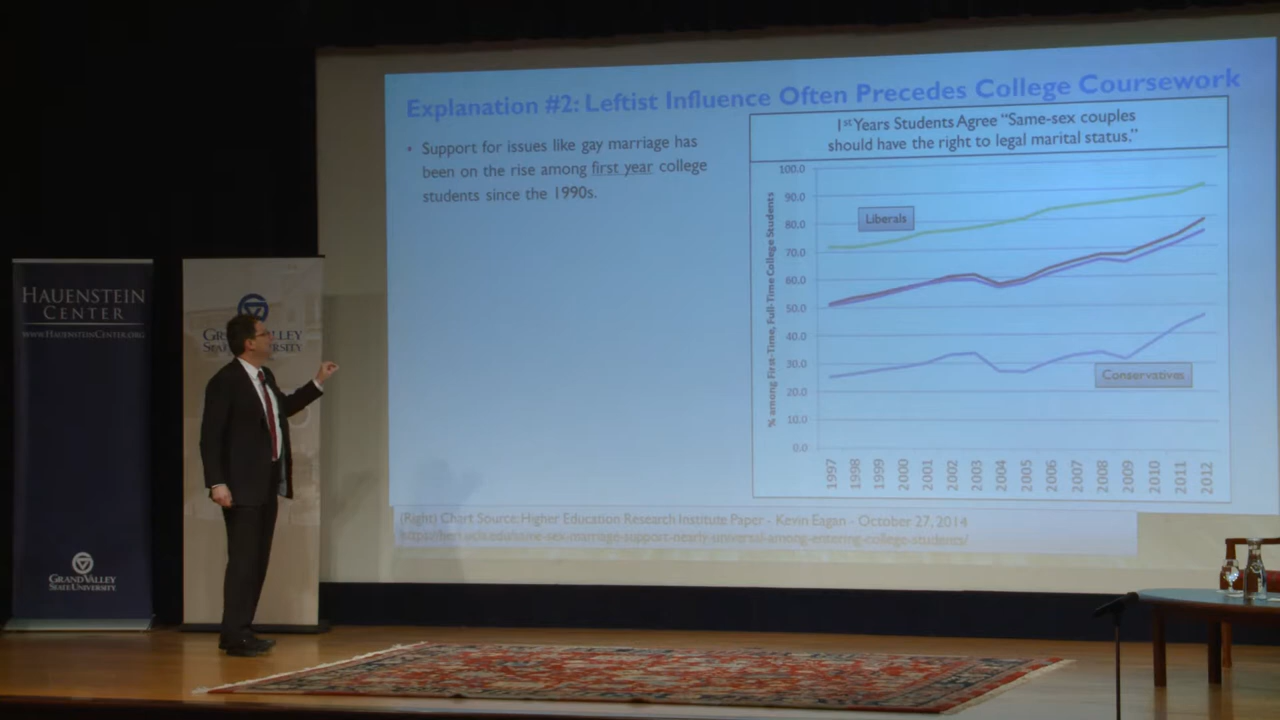 Explanation #2: Leftist Influence Often Precedes College Coursework
• Support for issues like gay marriage has
been on the rise among first year college
students since the 1990s.
1st Years Students Agree “Same-sex couples
should have the right to legal marital status.”
% among First-Time, Full-Time College Students
100.0
90.0
80.0
70.0
60.0
50.0
40.0
30.0
20.0
10.0
0.0
Liberals
Conservatives
1997 1998 1999 2000 2001 2002 2003 2004 2005 2006 2007 2008 2009 2010 2011 2012
(Right) Chart Source: Higher Education Research Institute Paper - Kevin Eagan - October 27, 2014
HAUENSTEIN
CENTER
WWW.HAUENSTEINCENTER.ORG
GRAND VALLEY
STATE UNIVERSITY
GRAND VALLEY
STATE UNIVERSITY